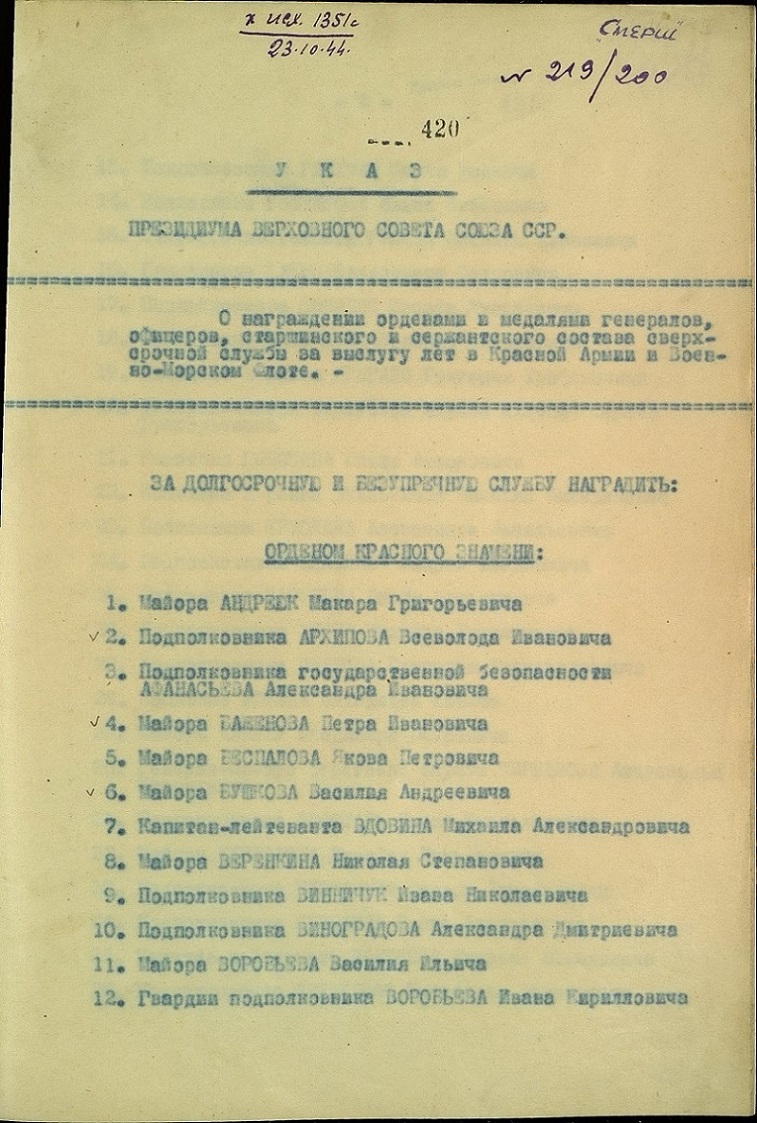 к исх. 1351с
23.10.44.
Смерш
№ 219/200
420
У К А З
ПРЕЗИДИУМА ВЕРХОВНОГО СОВЕТА СОЮЗА ССР.
О награждении орденами и медалями генералов,
офицеров, старшинского и сержантского состава сверх-
срочной службы за выслугу лет в Красной Армии и Воен-
но-Морском Флоте. -
ЗА ДОЛГОСРОЧНУЮ И БЕЗУПРЕЧНУЮ СЛУЖБУ НАГРАДИТЬ:
ОРДЕНОМ КРАСНОГО ЗНАМЕНИ:
1. Майора АНДРЕЕК Макара Григорьевича
✓ 2. Подполковника АРХИПОВА Всеволода Ивановича
3. Подполковника государственной безопасности
АФАНАСЬЕВА Александра Ивановича
✓ 4. Майора БАЖЕНОВА Петра Ивановича
5. Майора БЕСПАЛОВА Якова Петровича
✓ 6. Майора БУШКОВА Василия Андреевича
7. Капитан-лейтенанта ВДОВИНА Михаила Александровича
8. Майора ВЕРЕНКИНА Николая Степановича
9. Подполковника ВИННИЧУК Ивана Николаевича
10. Подполковника ВИНОГРАДОВА Александра Дмитриевича
11. Майора ВОРОБЬЕВА Василия Ильича
12. Гвардии подполковника ВОРОБЬЕВА Ивана Кирилловича